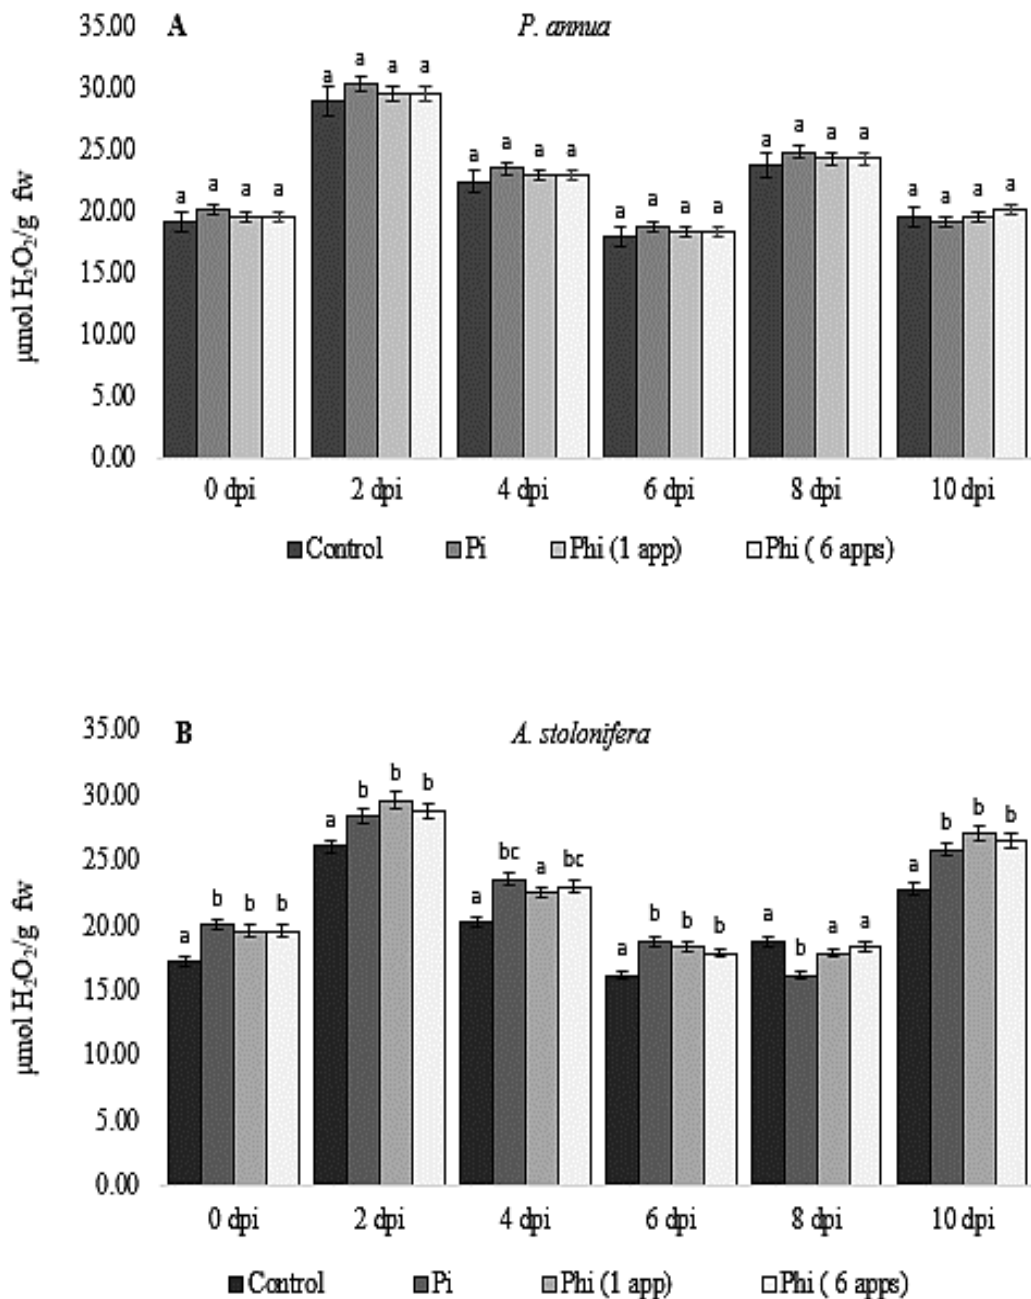 A P. annua
35.00
30.00
25.00
20.00
15.00
10.00
5.00
0.00
µmol H₂O₂/g fw
a a a a a a a a a a a a a a a a a a a a a a a a
0 dpi 2 dpi 4 dpi 6 dpi 8 dpi 10 dpi
Control Pi Phi (1 app) Phi ( 6 apps)
B A. stolonifera
35.00
30.00
25.00
20.00
15.00
10.00
5.00
0.00
µmol H₂O₂/g fw
a b b b a b b b a bc a bc a b b b a b a a a b b b
0 dpi 2 dpi 4 dpi 6 dpi 8 dpi 10 dpi
Control Pi Phi (1 app) Phi ( 6 apps)